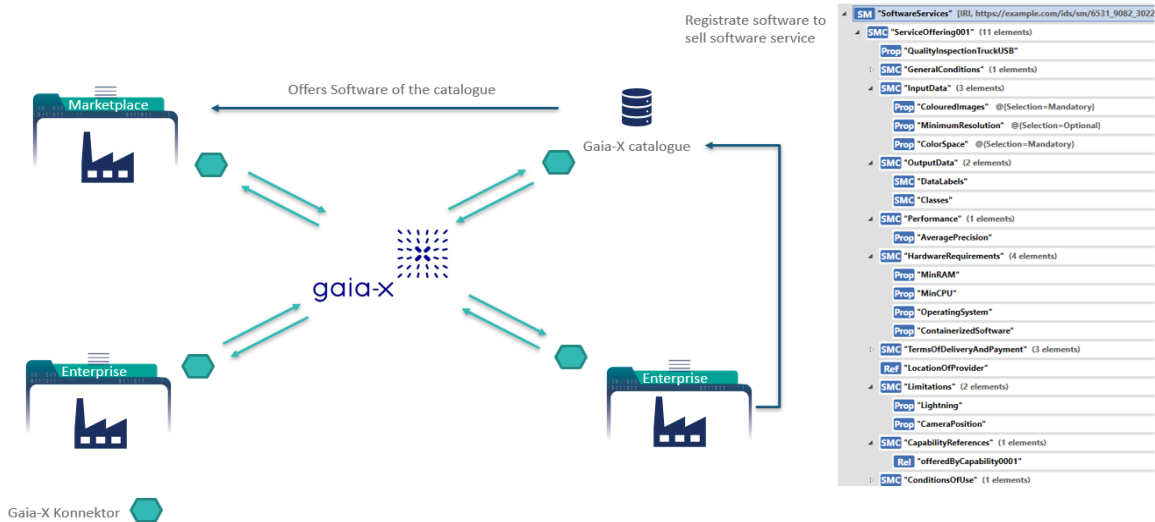 Registrate software to
sell software service
Offers Software of the catalogue
Marketplace
Gaia-X catalogue
gaia-x
Enterprise
Enterprise
Gaia-X Konnektor
SM "SoftwareServices" [IRI, https://example.com/ids/sm/6531_9082_3022
SMC "ServiceOffering001" (11 elements)
Prop "QualityInspectionTruckUSB"
SMC "GeneralConditions" (1 elements)
SMC "InputData" (3 elements)
Prop "ColouredImages" @{Selection=Mandatory}
Prop "MinimumResolution" @{Selection=Optional}
Prop "ColorSpace" @{Selection=Mandatory}
SMC "OutputData" (2 elements)
SMC "DataLabels"
SMC "Classes"
SMC "Performance" (1 elements)
Prop "AveragePrecision"
SMC "HardwareRequirements" (4 elements)
Prop "MinRAM"
Prop "MinCPU"
Prop "OperatingSystem"
Prop "ContainerizedSoftware"
SMC "TermsOfDeliveryAndPayment" (3 elements)
Ref "LocationOfProvider"
SMC "Limitations" (2 elements)
Prop "Lightning"
Prop "CameraPosition"
SMC "CapabilityReferences" (1 elements)
Rel "offeredByCapability0001"
SMC "ConditionsOfUse" (1 elements)